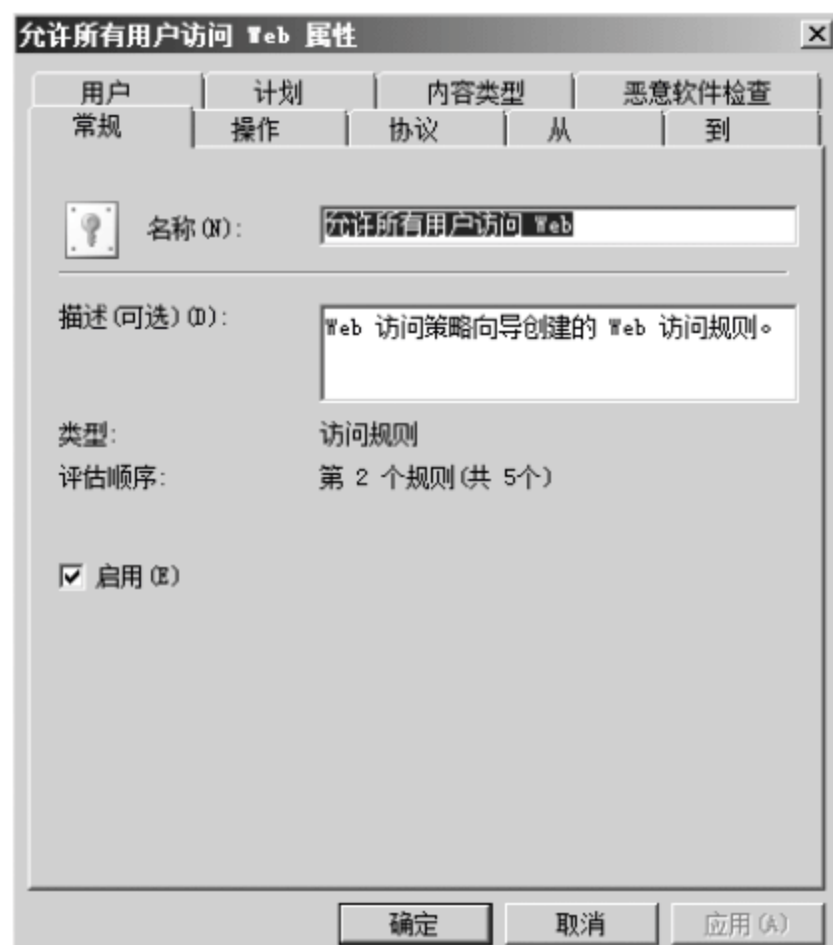 允许所有用户访问 Web 属性
用户 计划 内容类型 恶意软件检查
常规 操作 协议 从 到
名称(N): 允许所有用户访问 Web
描述(可选)(D): Web 访问策略向导创建的 Web 访问规则。
类型: 访问规则
评估顺序: 第 2 个规则(共 5个)
启用(E)
确定 取消 应用(A)